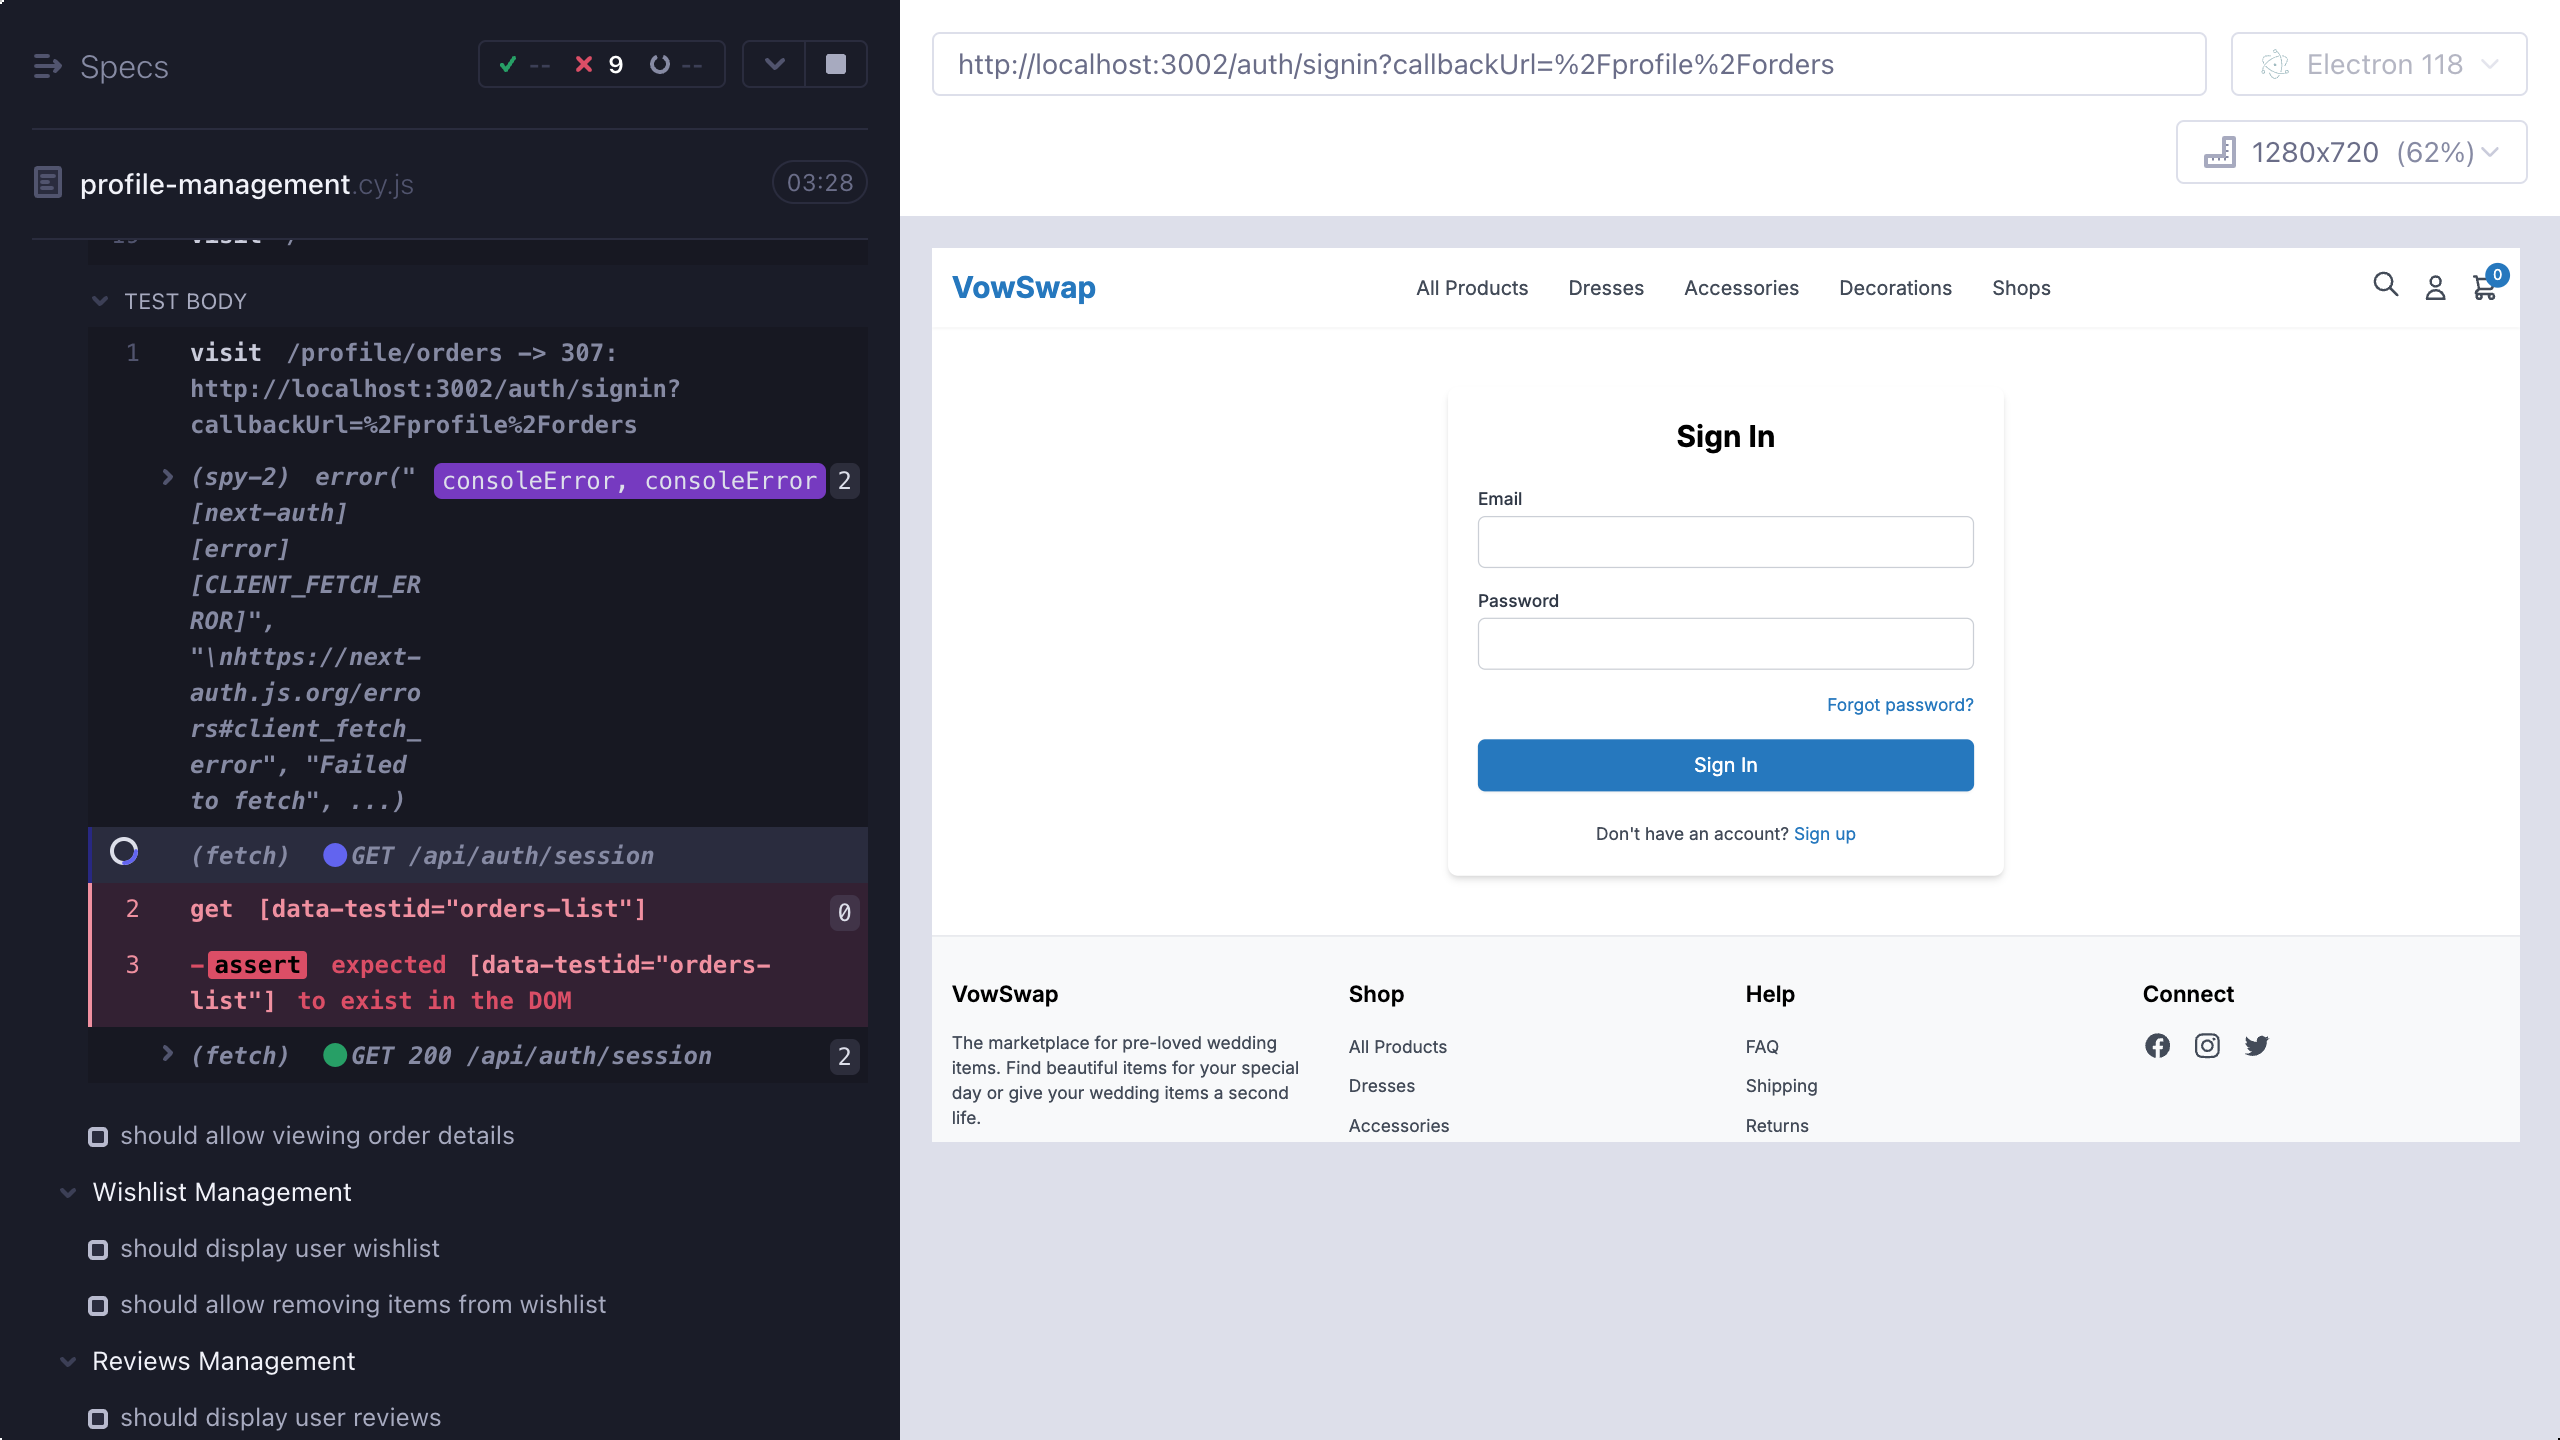 Specs
-- 9 --
profile-management.cy.js
03:28
TEST BODY
1 visit /profile/orders -> 307:
http://localhost:3002/auth/signin?
callbackUrl=%2Fprofile%2Forders
(spy-2) error(" consoleError, consoleError 2
[next-auth]
[error]
[CLIENT_FETCH_ER
ROR]",
"\nhttps://next-
auth.js.org/erro
rs#client_fetch_
error", "Failed
to fetch", ...)
(fetch) GET /api/auth/session
2 get [data-testid="orders-list"] 0
3 -assert expected [data-testid="orders-
list"] to exist in the DOM
(fetch) GET 200 /api/auth/session 2
should allow viewing order details
Wishlist Management
should display user wishlist
should allow removing items from wishlist
Reviews Management
should display user reviews
http://localhost:3002/auth/signin?callbackUrl=%2Fprofile%2Forders
Electron 118
1280x720 (62%)
VowSwap
All Products Dresses Accessories Decorations Shops
0
Sign In
Email
Password
Forgot password?
Sign In
Don't have an account? Sign up
VowSwap
The marketplace for pre-loved wedding
items. Find beautiful items for your special
day or give your wedding items a second
life.
Shop
All Products
Dresses
Accessories
Help
FAQ
Shipping
Returns
Connect